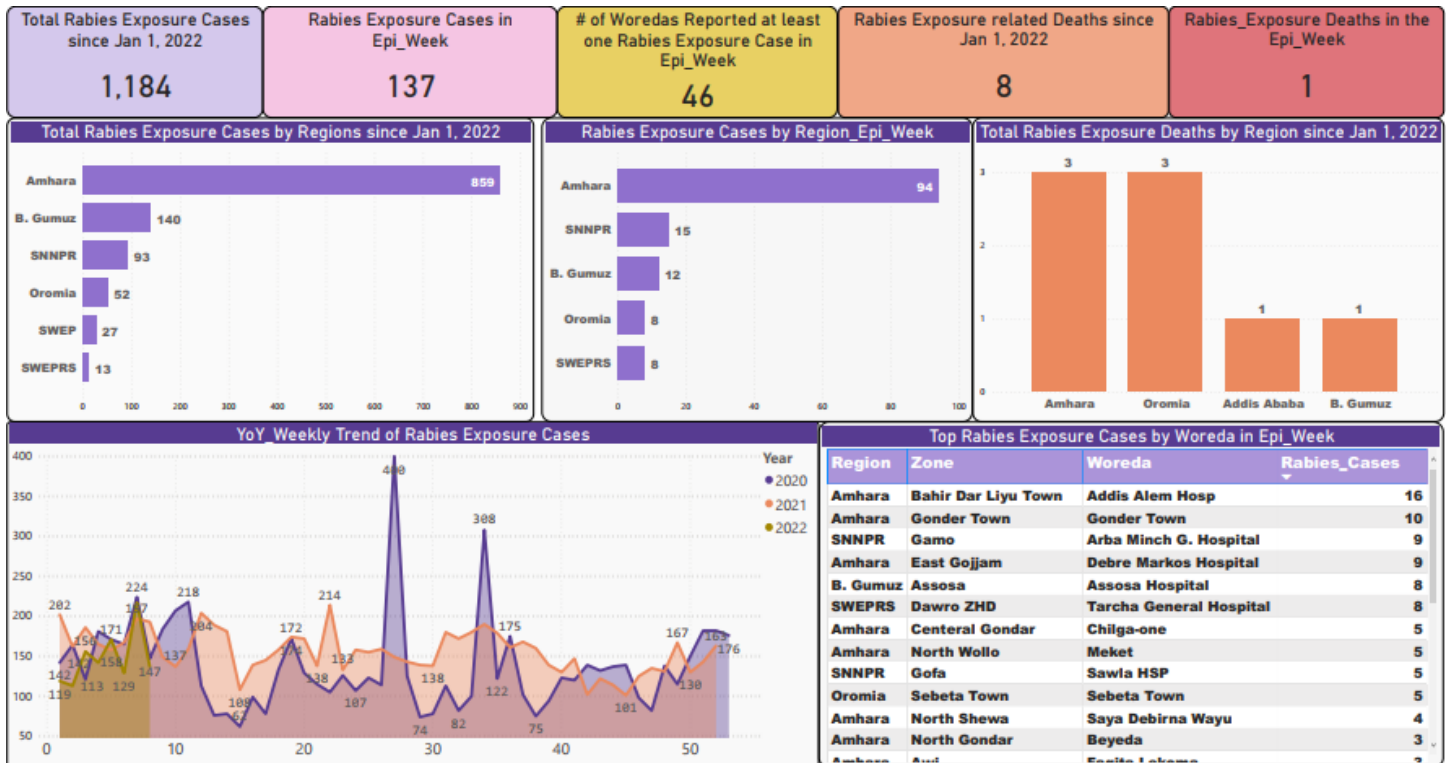 Total Rabies Exposure Cases
since Jan 1, 2022
1,184
Rabies Exposure Cases in
Epi_Week
137
# of Woredas Reported at least
one Rabies Exposure Case in
Epi_Week
46
Rabies Exposure related Deaths since
Jan 1, 2022
8
Rabies_Exposure Deaths in the
Epi_Week
1
Total Rabies Exposure Cases by Regions since Jan 1, 2022
Amhara 859
B. Gumuz 140
SNNPR 93
Oromia 52
SWEP 27
SWEPRS 13
0 100 200 300 400 500 600 700 800 900
Rabies Exposure Cases by Region_Epi_Week
Amhara 94
SNNPR 15
B. Gumuz 12
Oromia 8
SWEPRS 8
0 20 40 60 80 100
Total Rabies Exposure Deaths by Region since Jan 1, 2022
3 3
3
2
1 1
1
0
Amhara Oromia Addis Ababa B. Gumuz
YoY_Weekly Trend of Rabies Exposure Cases
Year
2020
2021
2022
400
400
350
308
300
250
224 218 214
202
200
171 172 175 167 163
156 176
158 137 204 174 133
150
147
142 138 138 130
119 113 129 108 107 122 101
100
74 82 75
50
0 10 20 30 40 50
Top Rabies Exposure Cases by Woreda in Epi_Week
Region Zone Woreda Rabies_Cases
Amhara Bahir Dar Liyu Town Addis Alem Hosp 16
Amhara Gonder Town Gonder Town 10
SNNPR Gamo Arba Minch G. Hospital 9
Amhara East Gojjam Debre Markos Hospital 9
B. Gumuz Assosa Assosa Hospital 8
SWEPRS Dawro ZHD Tarcha General Hospital 8
Amhara Centeral Gondar Chilga-one 5
Amhara North Wollo Meket 5
SNNPR Gofa Sawla HSP 5
Oromia Sebeta Town Sebeta Town 5
Amhara North Shewa Saya Debirna Wayu 4
Amhara North Gondar Beyeda 3